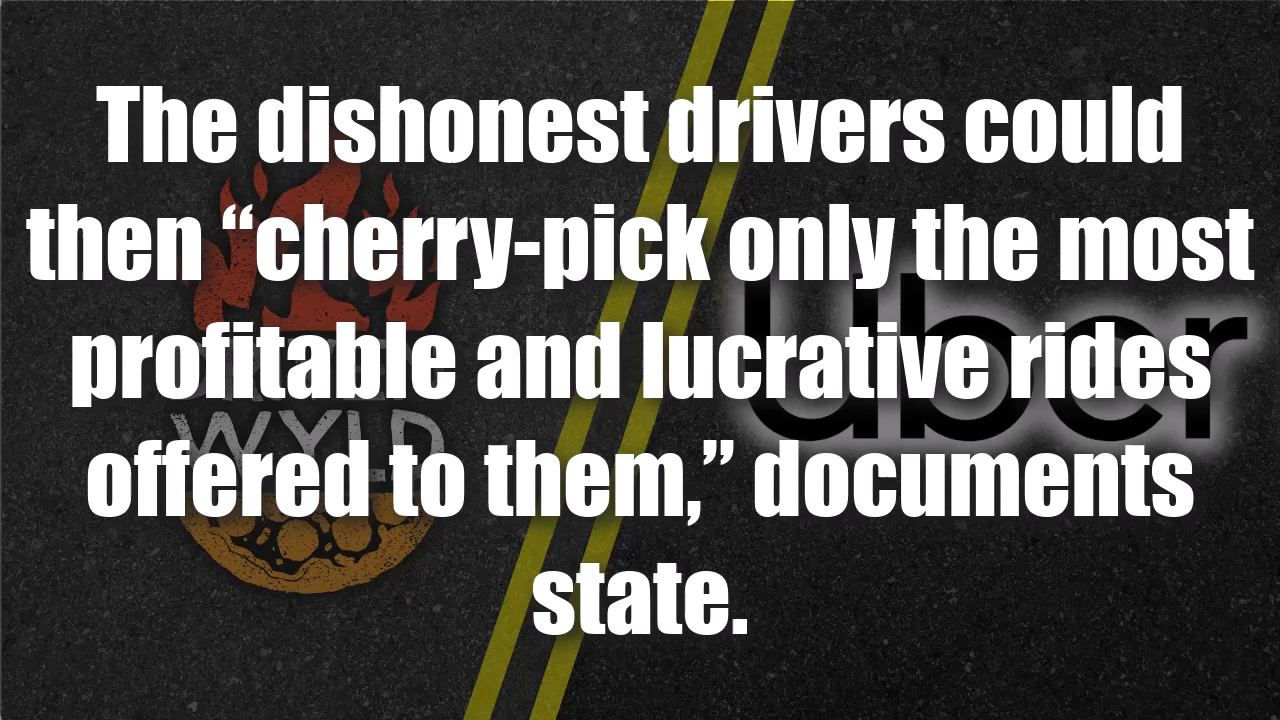 The dishonest drivers could
then “cherry-pick only the most
profitable and lucrative rides
offered to them,” documents
state.
WYLD
Uber